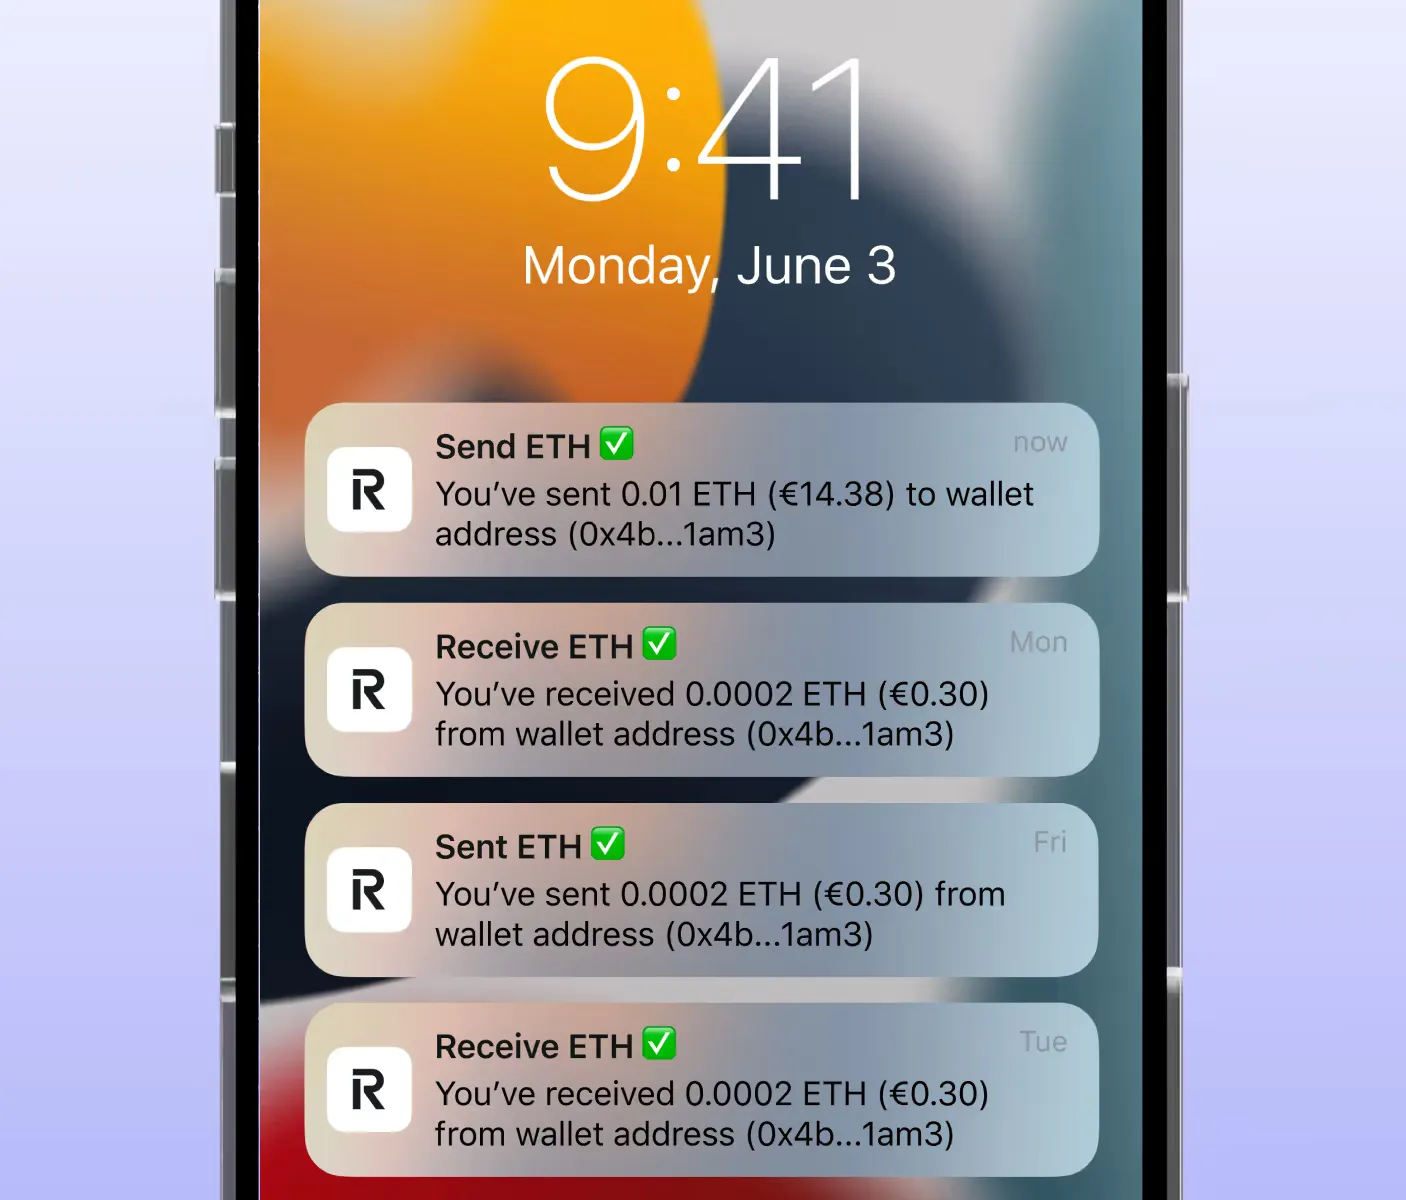 9:41
Monday, June 3
Send ETH ✅
now
You’ve sent 0.01 ETH (€14.38) to wallet
address (0x4b...1am3)
Receive ETH ✅
Mon
You’ve received 0.0002 ETH (€0.30)
from wallet address (0x4b...1am3)
Sent ETH ✅
Fri
You’ve sent 0.0002 ETH (€0.30) from
wallet address (0x4b...1am3)
Receive ETH ✅
Tue
You’ve received 0.0002 ETH (€0.30)
from wallet address (0x4b...1am3)